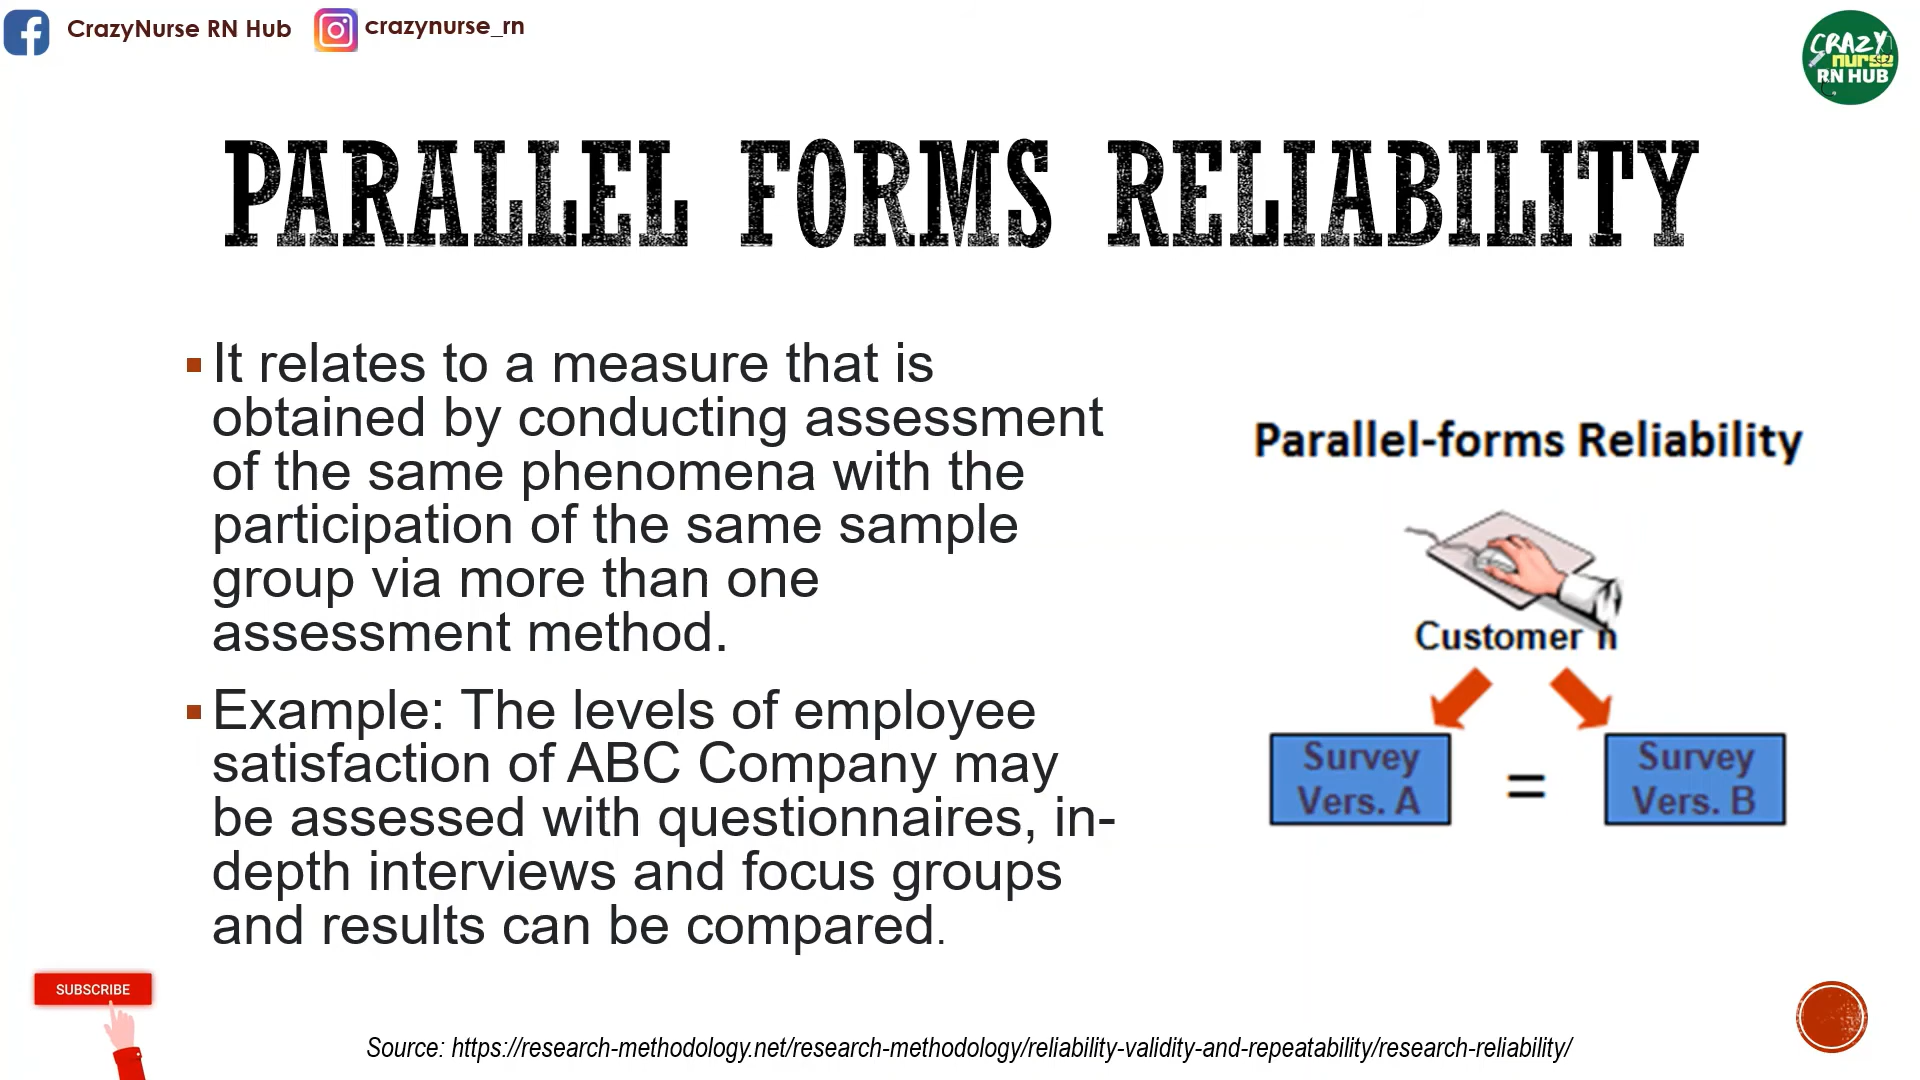 CrazyNurse RN Hub
crazynurse_rn
CRAZY
nurse
RN HUB
PARALLEL FORMS RELIABILITY
It relates to a measure that is
obtained by conducting assessment
of the same phenomena with the
participation of the same sample
group via more than one
assessment method.
Example: The levels of employee
satisfaction of ABC Company may
be assessed with questionnaires, in-
depth interviews and focus groups
and results can be compared.
Parallel-forms Reliability
Customer n
Survey
Vers. A
=
Survey
Vers. B
SUBSCRIBE
Source: https://research-methodology.net/research-methodology/reliability-validity-and-repeatability/research-reliability/